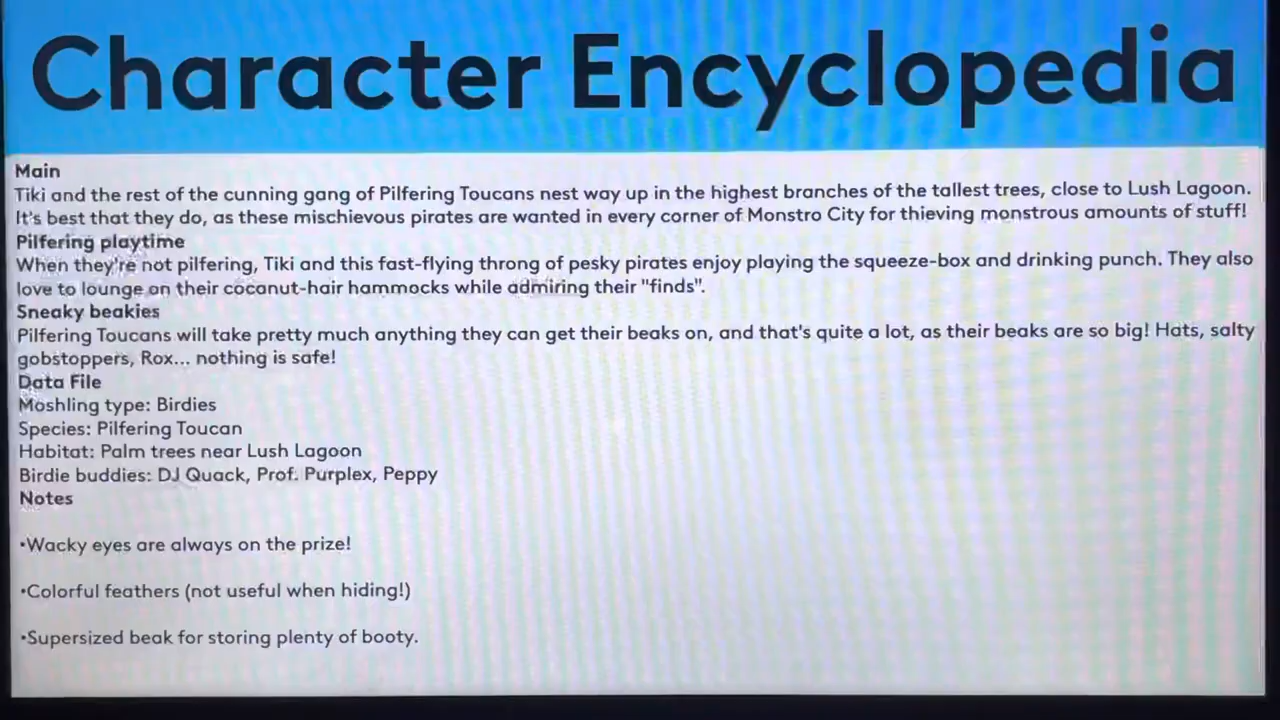 Character Encyclopedia
Main
Tiki and the rest of the cunning gang of Pilfering Toucans nest way up in the highest branches of the tallest trees, close to Lush Lagoon.
It's best that they do, as these mischievous pirates are wanted in every corner of Monstro City for thieving monstrous amounts of stuff!
Pilfering playtime
When they're not pilfering, Tiki and this fast-flying throng of pesky pirates enjoy playing the squeeze-box and drinking punch. They also
love to lounge on their cocanut-hair hammocks while admiring their "finds".
Sneaky beakies
Pilfering Toucans will take pretty much anything they can get their beaks on, and that's quite a lot, as their beaks are so big! Hats, salty
gobstoppers, Rox... nothing is safe!
Data File
Moshling type: Birdies
Species: Pilfering Toucan
Habitat: Palm trees near Lush Lagoon
Birdie buddies: DJ Quack, Prof. Purplex, Peppy
Notes
•Wacky eyes are always on the prize!
•Colorful feathers (not useful when hiding!)
•Supersized beak for storing plenty of booty.